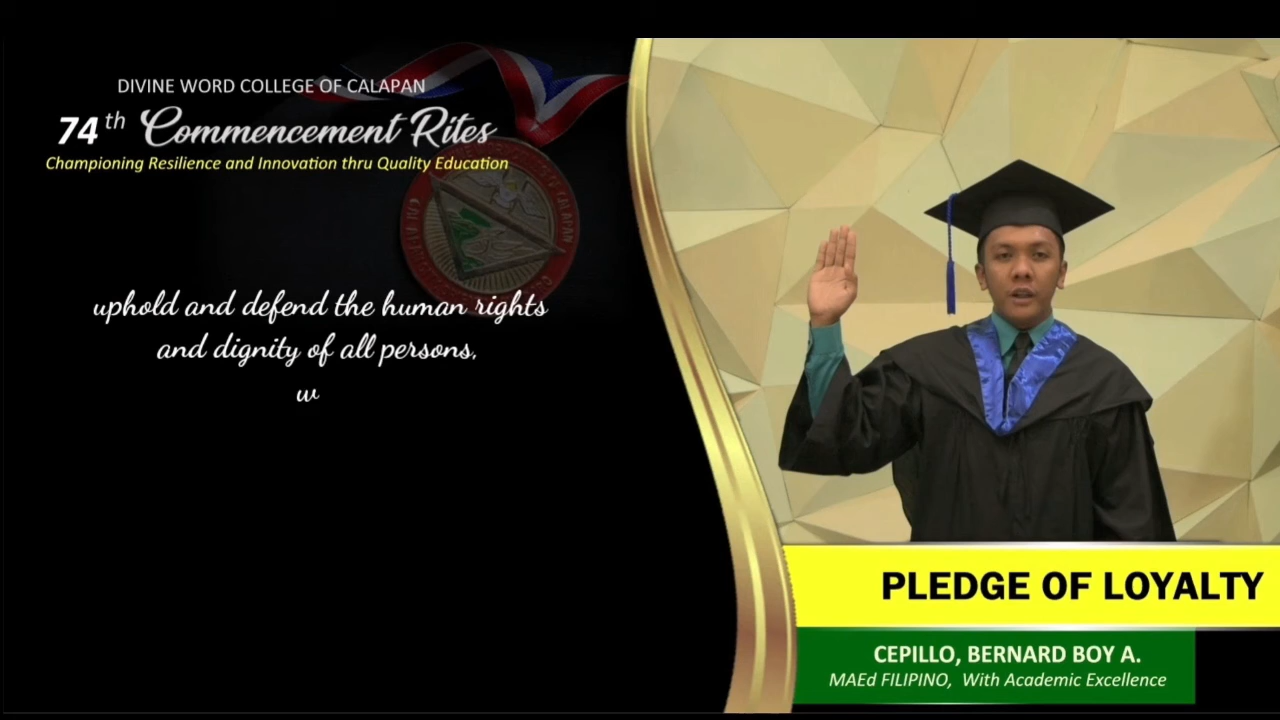 DIVINE WORD COLLEGE OF CALAPAN
74th Commencement Rites
Championing Resilience and Innovation thru Quality Education
uphold and defend the human rights
and dignity of all persons,
w
PLEDGE OF LOYALTY
CEPILLO, BERNARD BOY A.
MAEd FILIPINO, With Academic Excellence